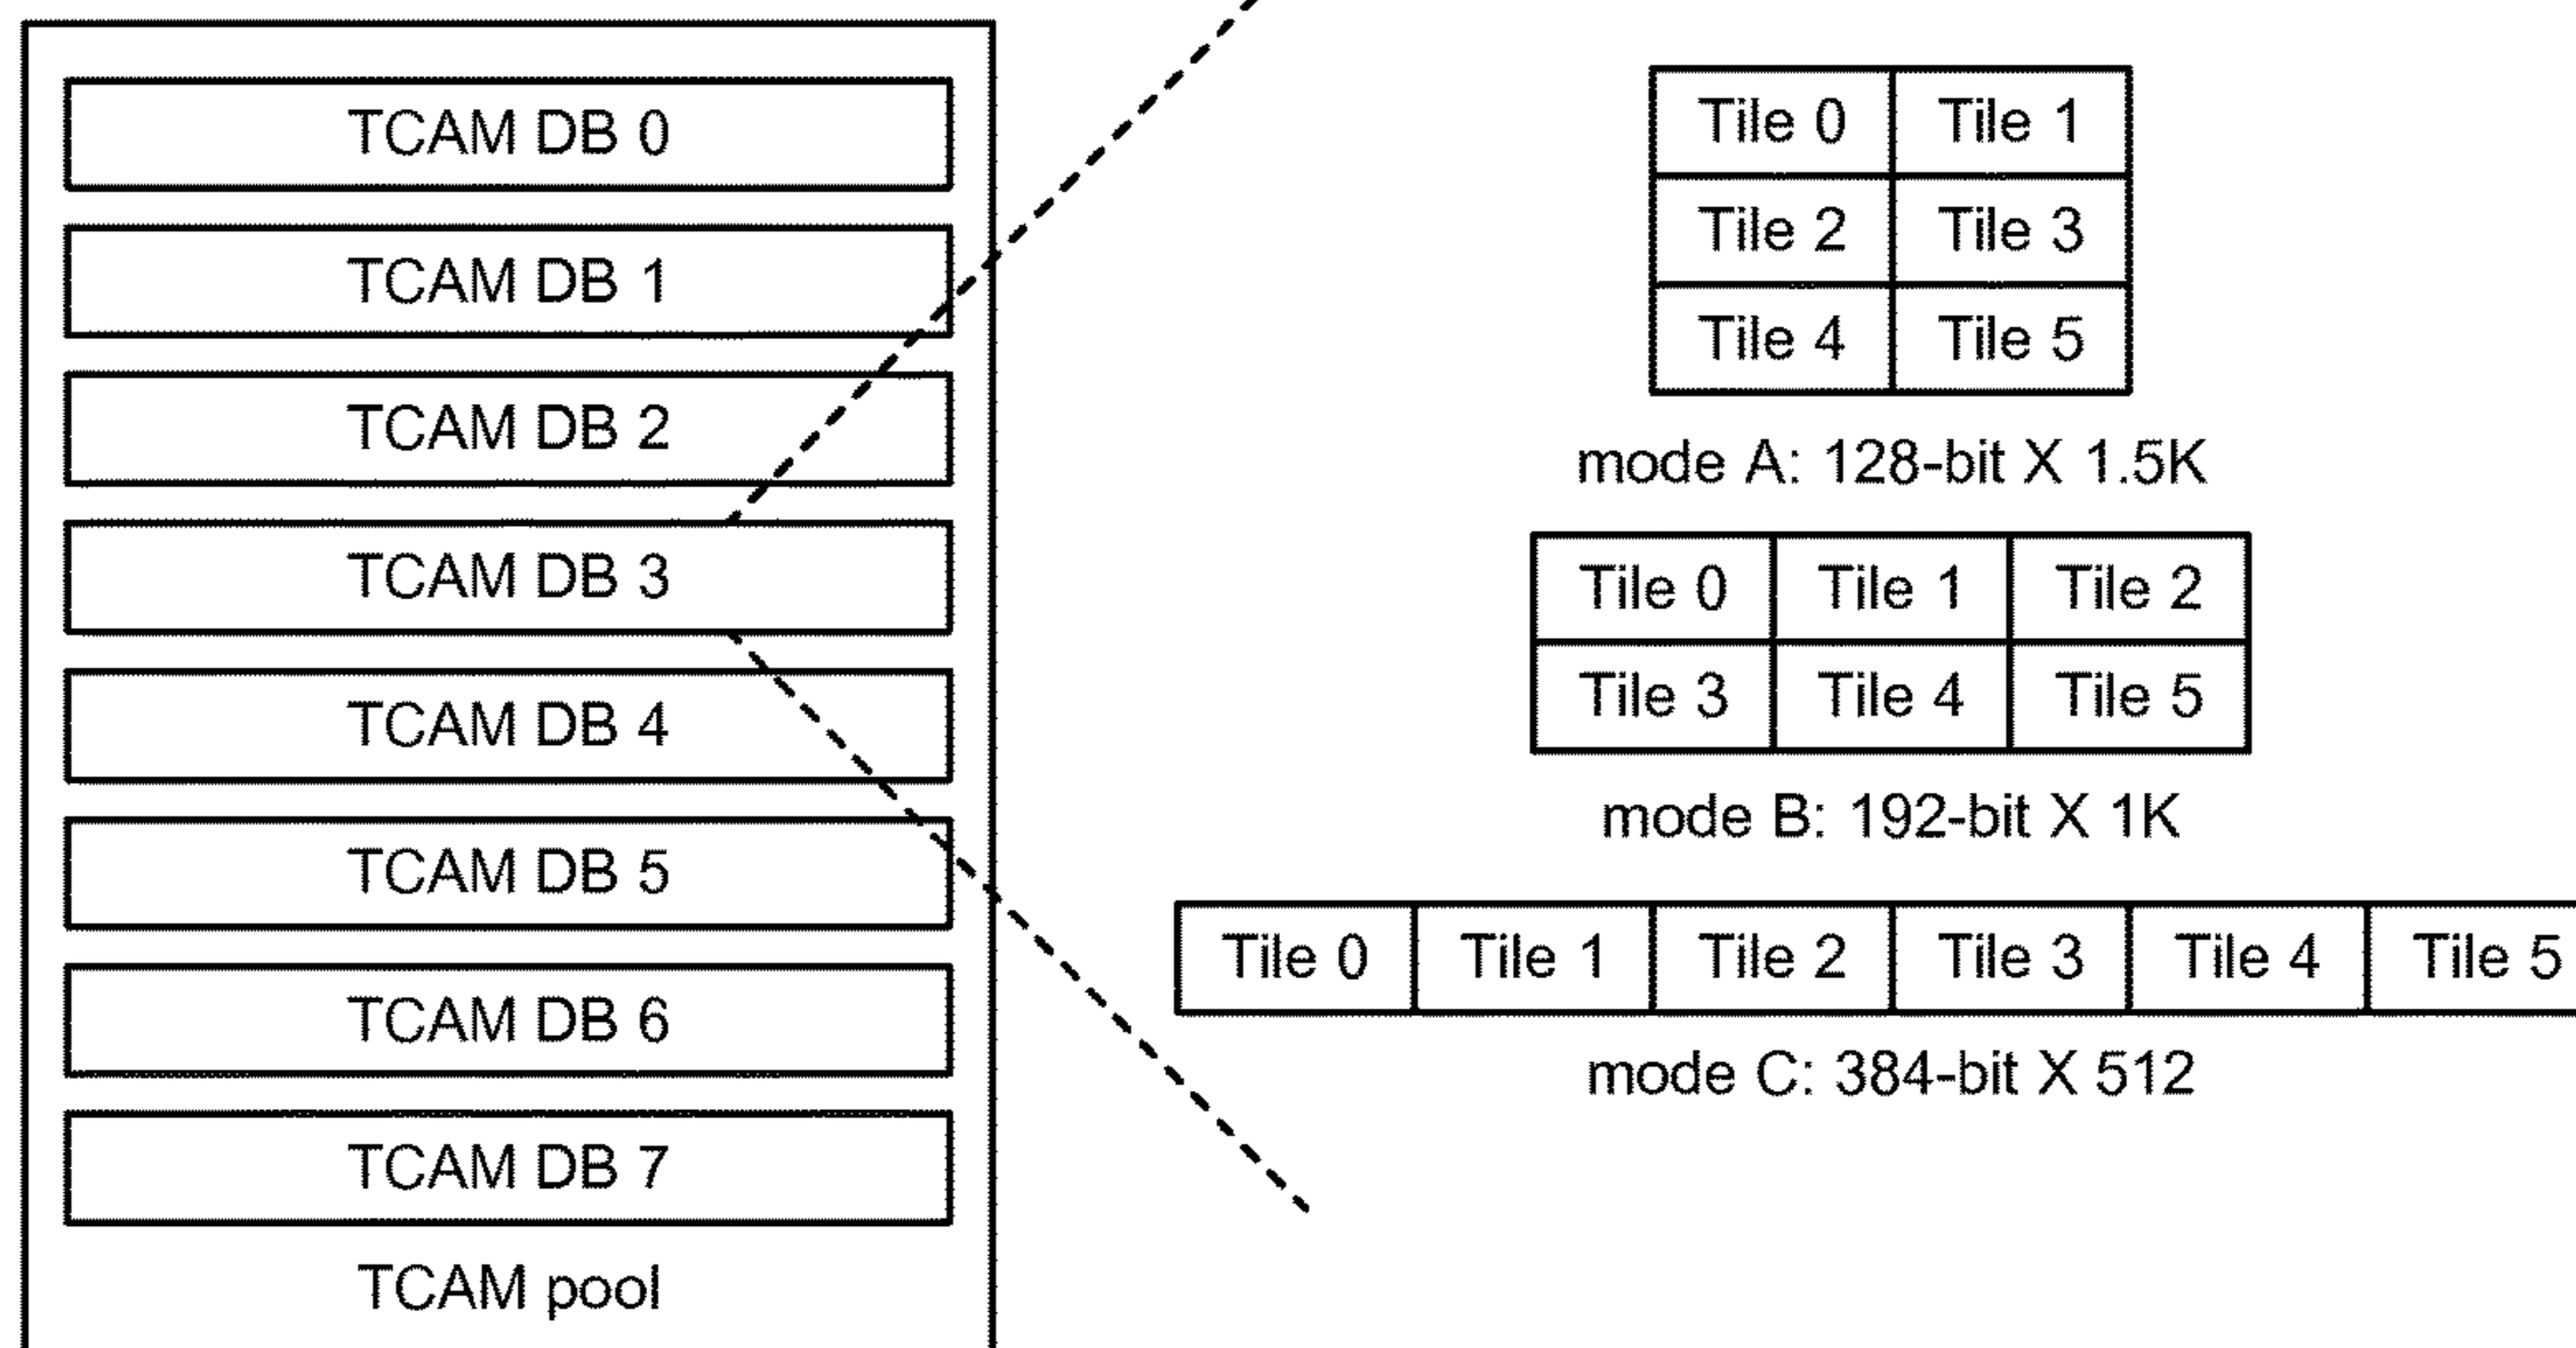 TCAM DB 0
TCAM DB 1
TCAM DB 2
TCAM DB 3
TCAM DB 4
TCAM DB 5
TCAM DB 6
TCAM DB 7
TCAM pool
Tile 0 Tile 1
Tile 2 Tile 3
Tile 4 Tile 5
mode A: 128-bit X 1.5K
Tile 0 Tile 1 Tile 2
Tile 3 Tile 4 Tile 5
mode B: 192-bit X 1K
Tile 0 Tile 1 Tile 2 Tile 3 Tile 4 Tile 5
mode C: 384-bit X 512